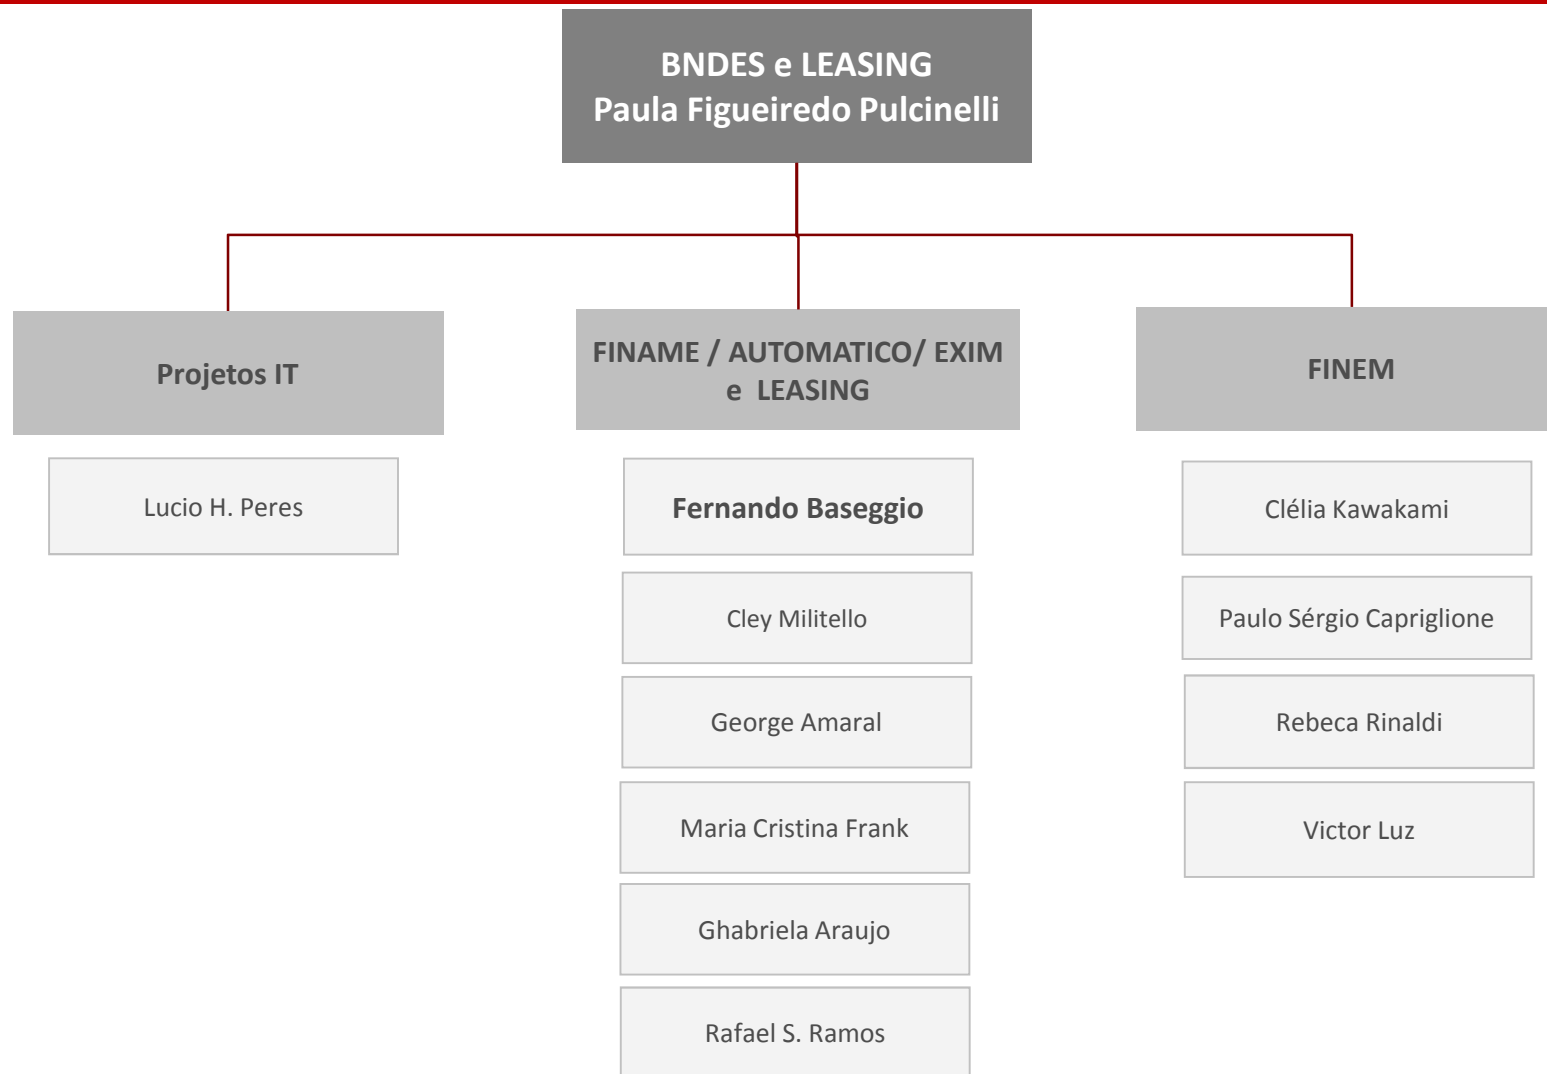 BNDES e LEASING
Paula Figueiredo Pulcinelli
Projetos IT
Lucio H. Peres
FINAME / AUTOMATICO/ EXIM
e LEASING
Fernando Baseggio
Cley Militello
George Amaral
Maria Cristina Frank
Ghabriela Araujo
Rafael S. Ramos
FINEM
Clélia Kawakami
Paulo Sérgio Capriglione
Rebeca Rinaldi
Victor Luz